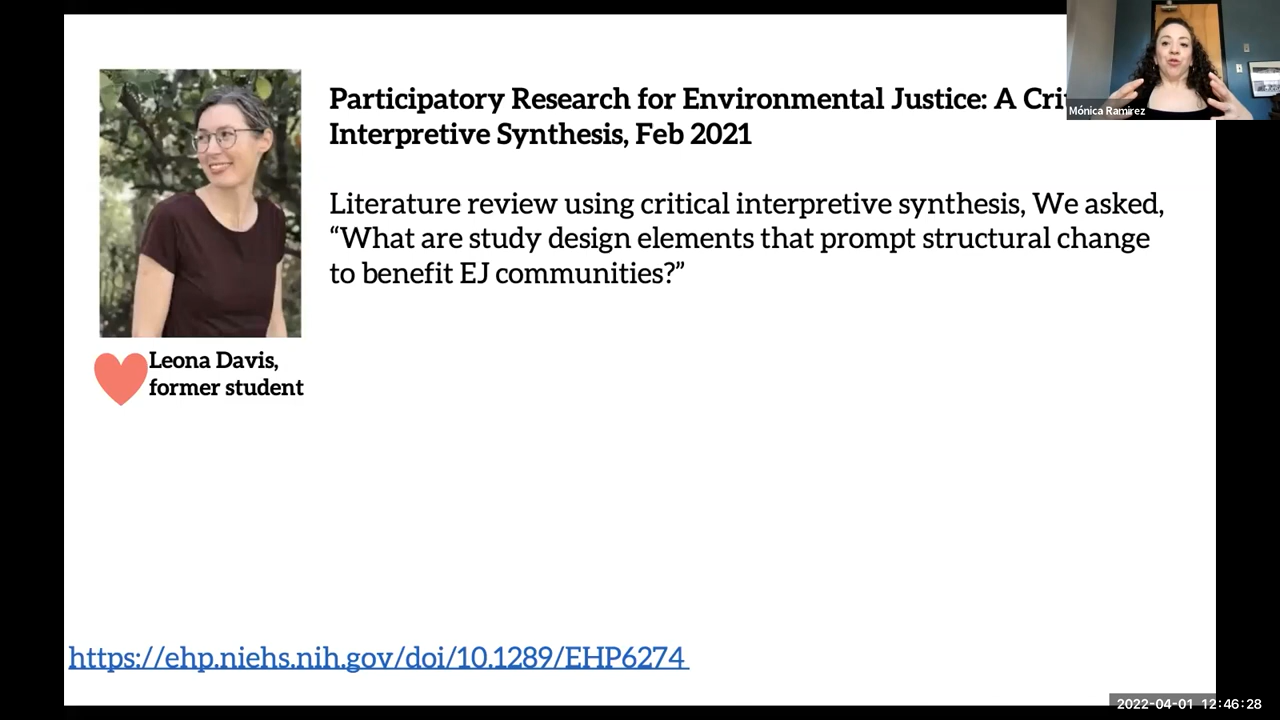 Participatory Research for Environmental Justice: A
Interpretive Synthesis, Feb 2021
Literature review using critical interpretive synthesis, We asked,
“What are study design elements that prompt structural change
to benefit EJ communities?”
Leona Davis,
former student
https://ehp.niehs.nih.gov/doi/10.1289/EHP6274
Mónica Ramirez
2022-04-01 12:46:28